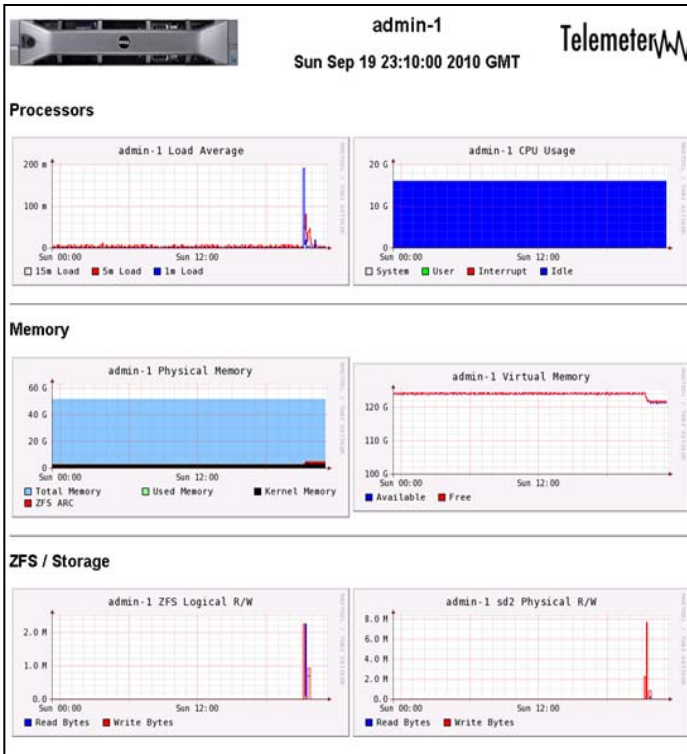 admin-1
Telemeter
Sun Sep 19 23:10:00 2010 GMT
Processors
admin-1 Load Average
200 m
100 m
0
Sun 00:00 Sun 12:00
15m Load 5m Load 1m Load
admin-1 CPU Usage
20 G
10 G
0
Sun 00:00 Sun 12:00
System User Interrupt Idle
Memory
admin-1 Physical Memory
60 G
40 G
20 G
0
Sun 00:00 Sun 12:00
Total Memory Used Memory Kernel Memory
ZFS ARC
admin-1 Virtual Memory
120 G
110 G
100 G
Sun 00:00 Sun 12:00
Available Free
ZFS / Storage
admin-1 ZFS Logical R/W
2.0 M
1.0 M
0.0
Sun 00:00 Sun 12:00
Read Bytes Write Bytes
admin-1 sd2 Physical R/W
8.0 M
6.0 M
4.0 M
2.0 M
0.0
Sun 00:00 Sun 12:00
Read Bytes Write Bytes